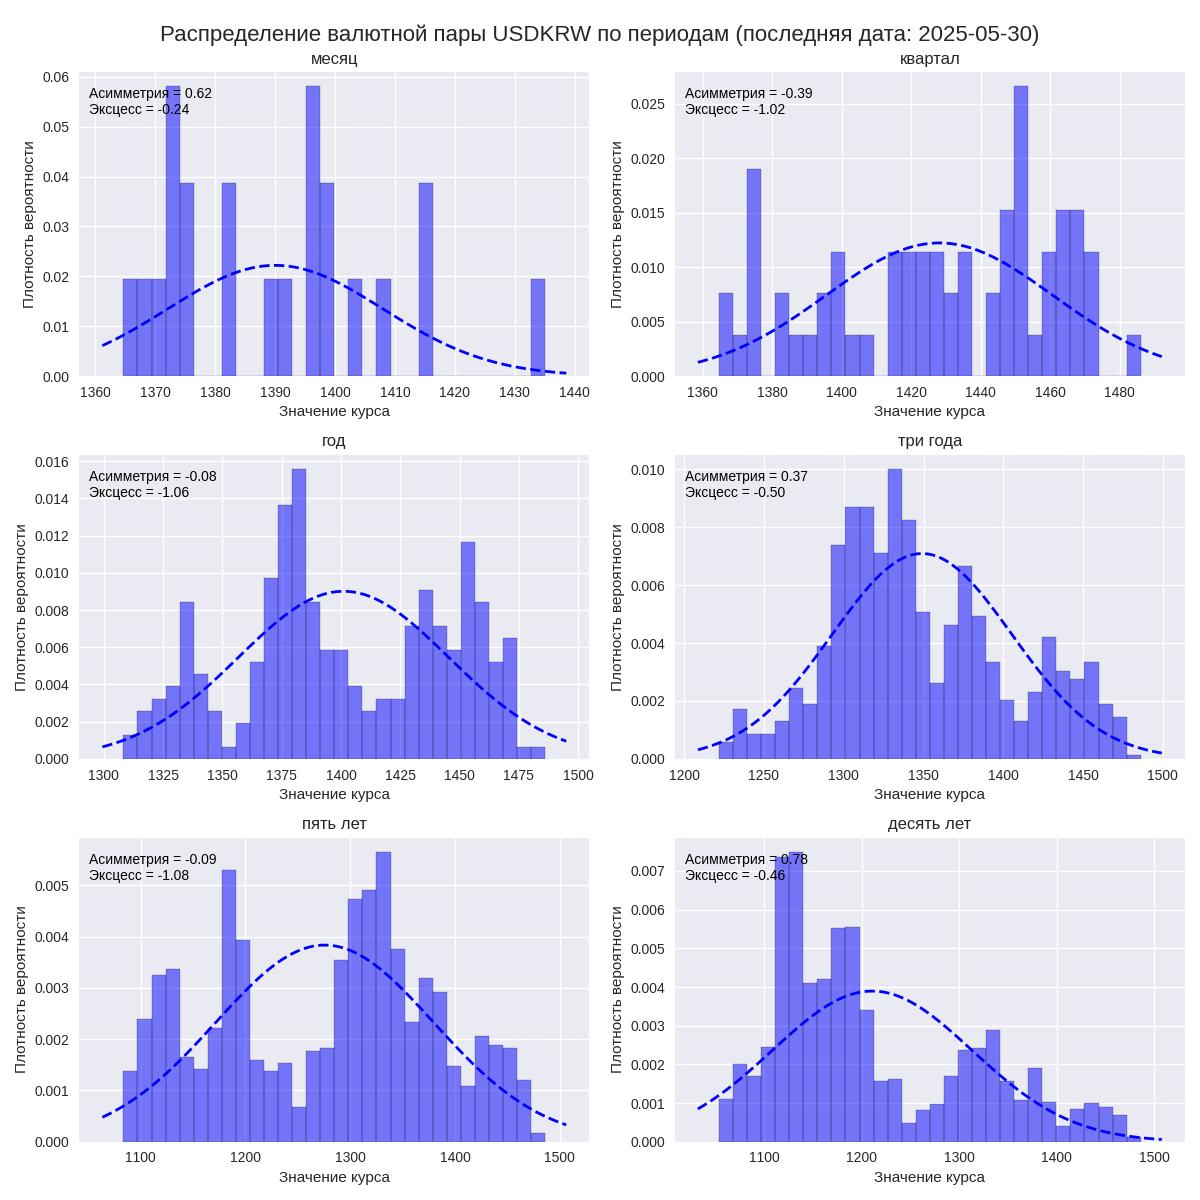 Распределение валютной пары USDKRW по периодам (последняя дата: 2025-05-30)
месяц
Асимметрия = 0.62
Эксцесс = -0.24
Плотность вероятности
0.06
0.05
0.04
0.03
0.02
0.01
0.00
1360 1370 1380 1390 1400 1410 1420 1430 1440
Значение курса
квартал
Асимметрия = -0.39
Эксцесс = -1.02
Плотность вероятности
0.025
0.020
0.015
0.010
0.005
0.000
1360 1380 1400 1420 1440 1460 1480
Значение курса
год
Асимметрия = -0.08
Эксцесс = -1.06
Плотность вероятности
0.016
0.014
0.012
0.010
0.008
0.006
0.004
0.002
0.000
1300 1325 1350 1375 1400 1425 1450 1475 1500
Значение курса
три года
Асимметрия = 0.37
Эксцесс = -0.50
Плотность вероятности
0.010
0.008
0.006
0.004
0.002
0.000
1200 1250 1300 1350 1400 1450 1500
Значение курса
пять лет
Асимметрия = -0.09
Эксцесс = -1.08
Плотность вероятности
0.005
0.004
0.003
0.002
0.001
0.000
1100 1200 1300 1400 1500
Значение курса
десять лет
Асимметрия = 0.78
Эксцесс = -0.46
Плотность вероятности
0.007
0.006
0.005
0.004
0.003
0.002
0.001
0.000
1100 1200 1300 1400 1500
Значение курса